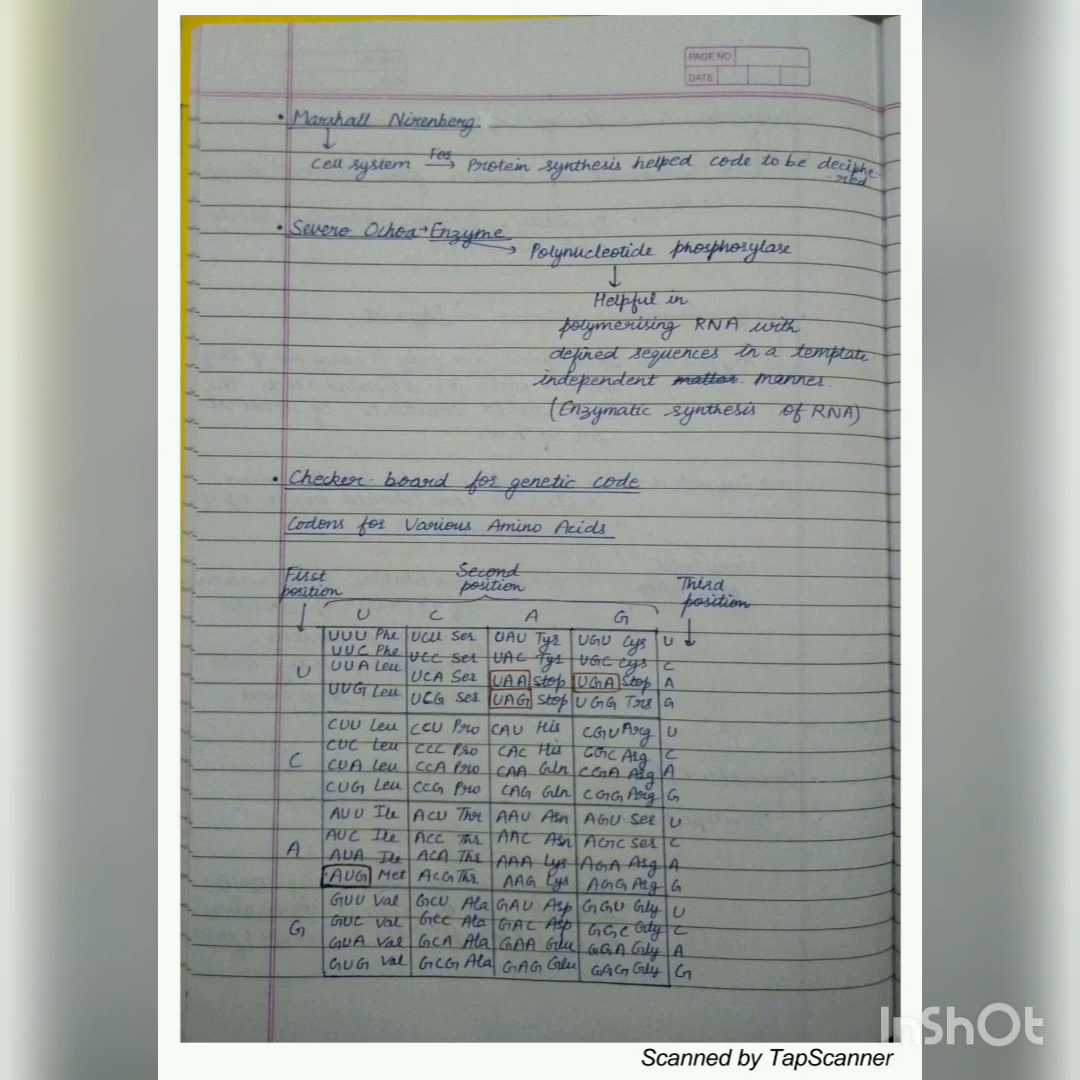 PAGE NO
DATE
• Marshall Nirenberg
↓
Cell system For → Protein synthesis helped code to be deciphe-
-red
• Severo Ochoa → Enzyme
→ Polynucleotide phosphorylase
↓
Helpful in
polymerising RNA with
defined sequences in a template
independent matter. manner.
(Enzymatic synthesis of RNA)
• Checker-board for genetic code
Codons for Various Amino Acids
First position Second position Third position
U C A G
U
UUU Phe UCU Ser UAU Tyr UGU Cys U
UUC Phe UCC Ser UAC Tyr UGC Cys C
UUA Leu UCA Ser UAA Stop UGA Stop A
UUG Leu UCG Ser UAG Stop UGG Trs G
C
CUU Leu CCU Pro CAU His CGU Arg U
CUC Leu CCC Pro CAC His CGC Arg C
CUA Leu CCA Pro CAA Gln CGA Arg A
CUG Leu CCG Pro CAG Gln CGG Arg G
A
AUU Ile ACU Thr AAU Asn AGU Ser U
AUC Ile ACC Thr AAC Asn AGC Ser C
AUA Ile ACA Thr AAA Lys AGA Arg A
AUG Met ACG Thr AAG Lys AGG Arg G
G
GUU Val GCU Ala GAU Asp GGU Gly U
GUC Val GCC Ala GAC Asp GGC Gly C
GUA Val GCA Ala GAA Glu GGA Gly A
GUG Val GCG Ala GAG Glu GGG Gly G
InShOt
Scanned by TapScanner